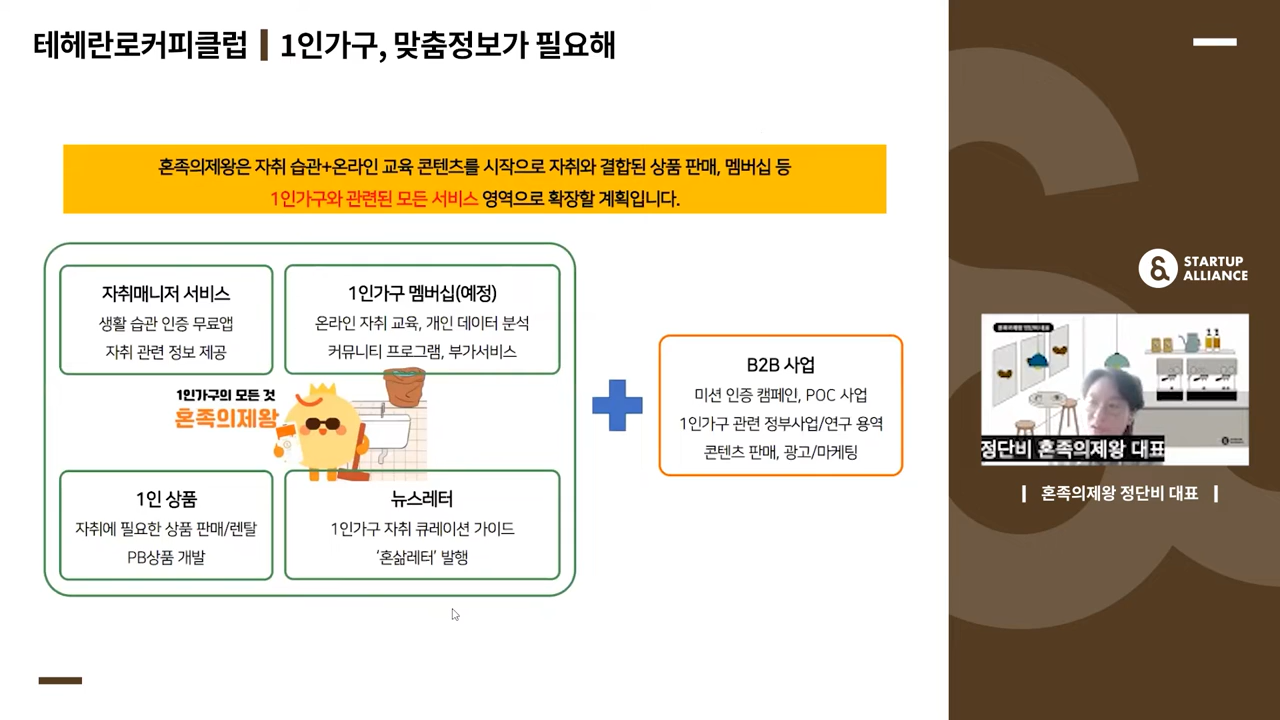 테헤란로커피클럽 | 1인가구, 맞춤정보가 필요해
혼족의제왕은 자취 습관+온라인 교육 콘텐츠를 시작으로 자취와 결합된 상품 판매, 멤버십 등
1인가구와 관련된 모든 서비스 영역으로 확장할 계획입니다.
자취매니저 서비스
생활 습관 인증 무료앱
자취 관련 정보 제공
1인가구 멤버십(예정)
온라인 자취 교육, 개인 데이터 분석
커뮤니티 프로그램, 부가서비스
1인가구의 모든 것
혼족의제왕
1인 상품
자취에 필요한 상품 판매/렌탈
PB상품 개발
뉴스레터
1인가구 자취 큐레이션 가이드
'혼삶레터' 발행
B2B 사업
미션 인증 캠페인, POC 사업
1인가구 관련 정부사업/연구 용역
콘텐츠 판매, 광고/마케팅
STARTUP
ALLIANCE
정단비 혼족의제왕 대표
| 혼족의제왕 정단비 대표 |